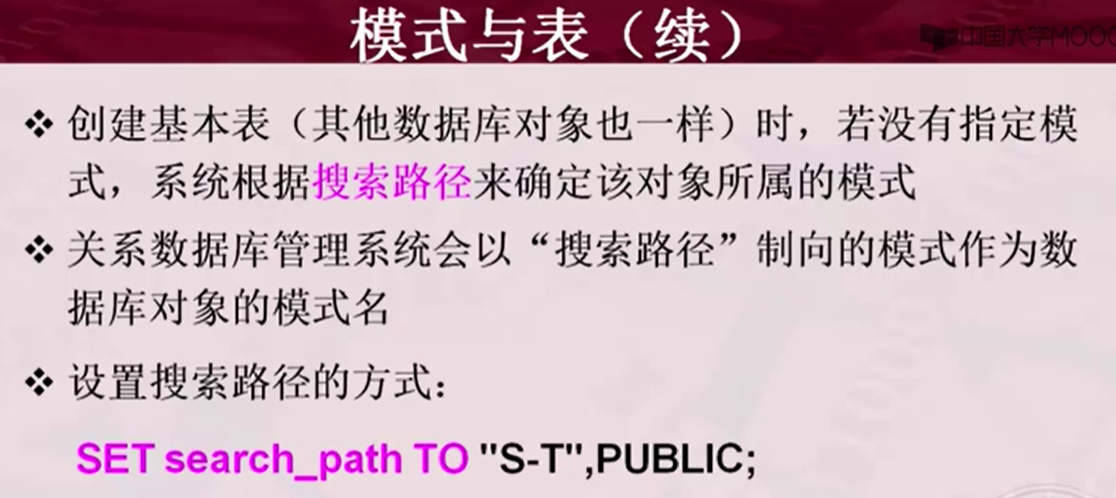 模式与表（续）
中国大学MOOC
❖ 创建基本表（其他数据库对象也一样）时，若没有指定模
式，系统根据搜索路径来确定该对象所属的模式
❖ 关系数据库管理系统会以“搜索路径”制向的模式作为数
据库对象的模式名
❖ 设置搜索路径的方式：
SET search_path TO "S-T",PUBLIC;